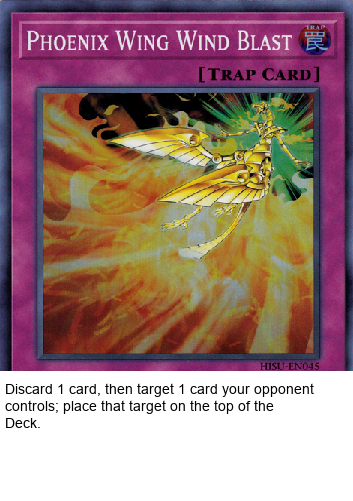 PHOENIX WING WIND BLAST
TRAP
罠
[TRAP CARD]
HISU-EN045
Discard 1 card, then target 1 card your opponent
controls; place that target on the top of the
Deck.